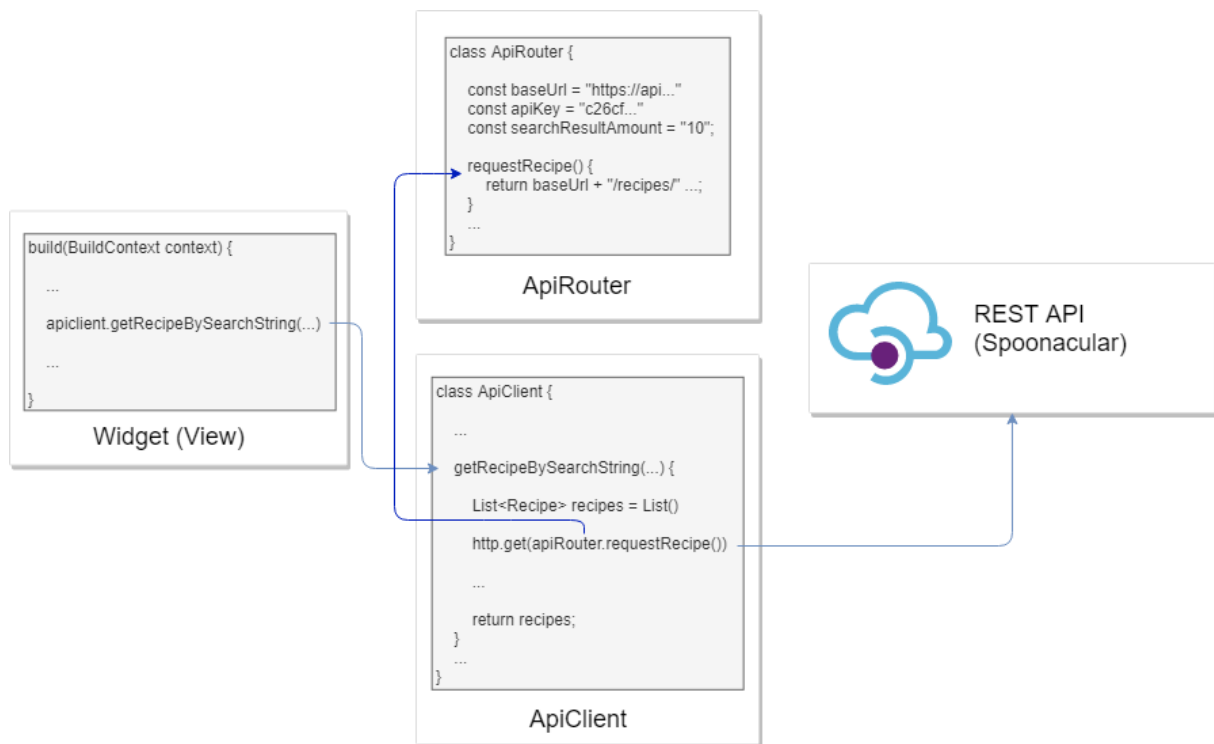 class ApiRouter {
const baseUrl = "https://api..."
const apiKey = "c26cf..."
const searchResultAmount = "10";
requestRecipe() {
return baseUrl + "/recipes/" ...;
}
...
}
ApiRouter
build(BuildContext context) {
...
apiclient.getRecipeBySearchString(...)
...
}
Widget (View)
class ApiClient {
...
getRecipeBySearchString(...) {
List<Recipe> recipes = List()
http.get(apiRouter.requestRecipe())
...
return recipes;
}
...
}
ApiClient
REST API
(Spoonacular)